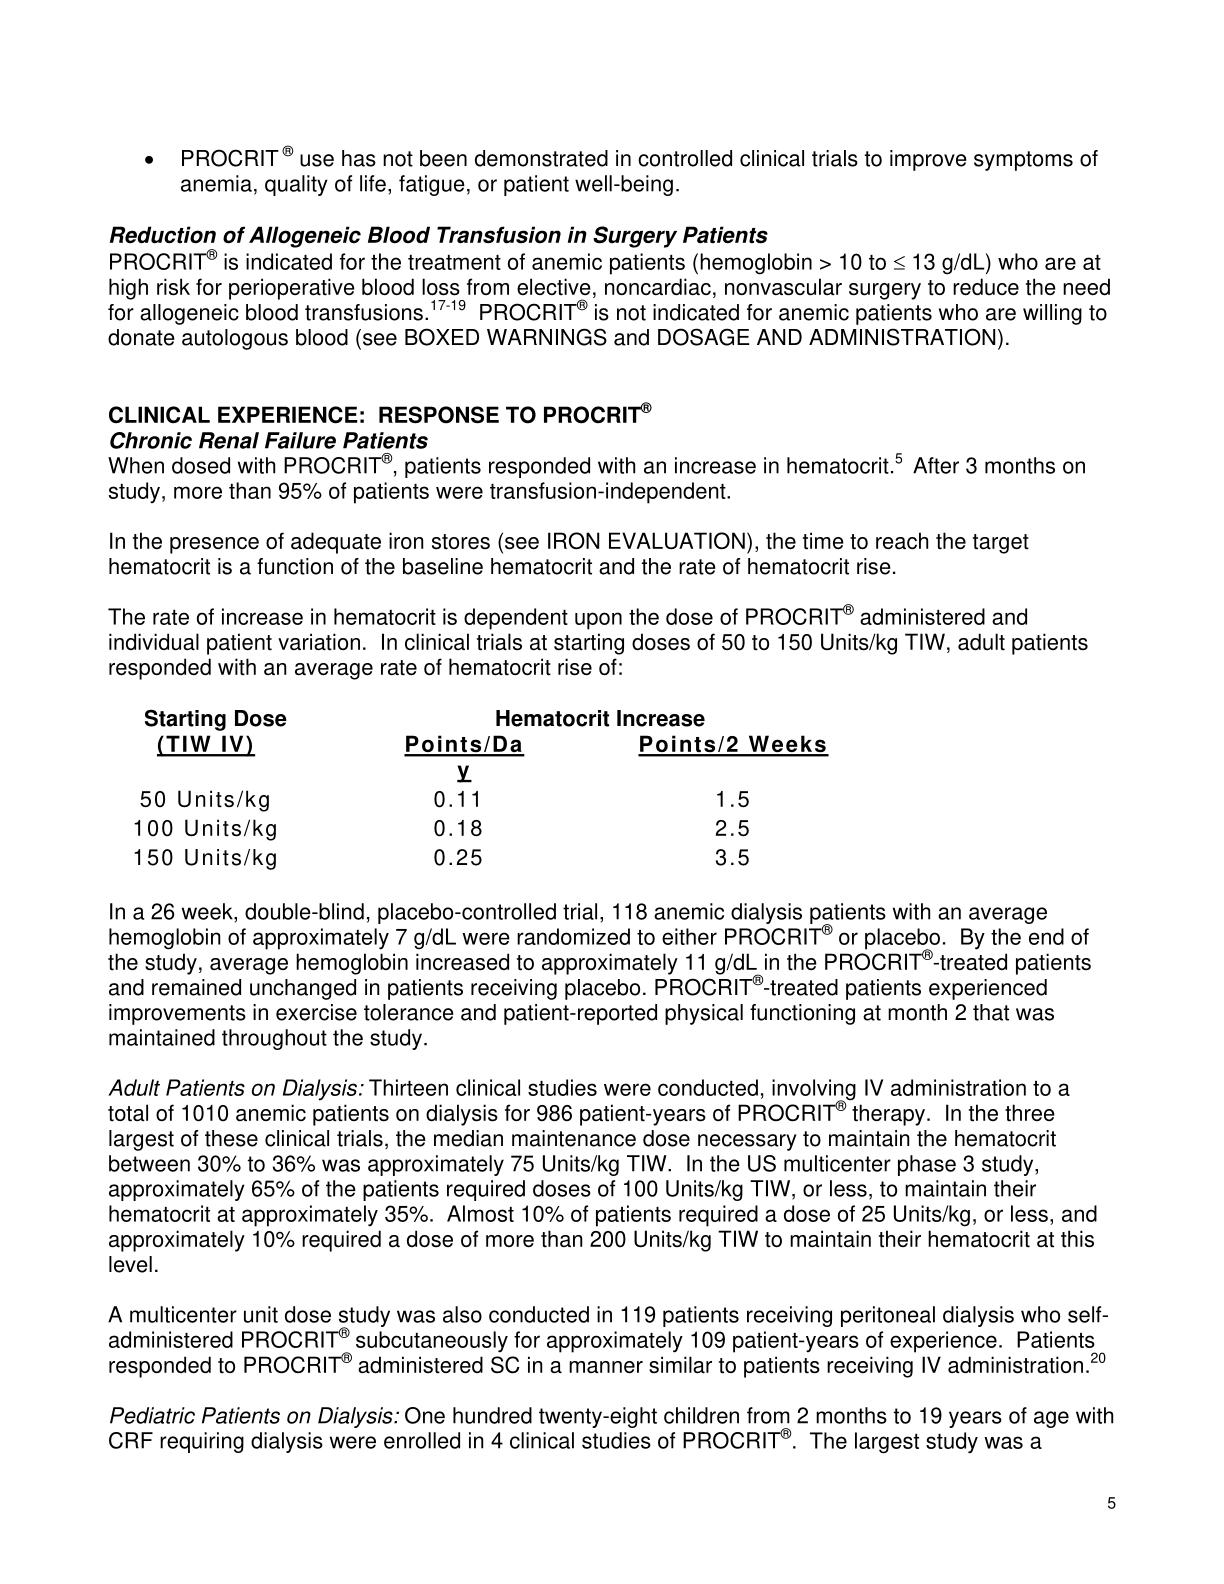 • PROCRIT® use has not been demonstrated in controlled clinical trials to improve symptoms of
anemia, quality of life, fatigue, or patient well-being.
Reduction of Allogeneic Blood Transfusion in Surgery Patients
PROCRIT® is indicated for the treatment of anemic patients (hemoglobin > 10 to ≤ 13 g/dL) who are at
high risk for perioperative blood loss from elective, noncardiac, nonvascular surgery to reduce the need
for allogeneic blood transfusions.17-19 PROCRIT® is not indicated for anemic patients who are willing to
donate autologous blood (see BOXED WARNINGS and DOSAGE AND ADMINISTRATION).
CLINICAL EXPERIENCE: RESPONSE TO PROCRIT®
Chronic Renal Failure Patients
When dosed with PROCRIT®, patients responded with an increase in hematocrit.5 After 3 months on
study, more than 95% of patients were transfusion-independent.
In the presence of adequate iron stores (see IRON EVALUATION), the time to reach the target
hematocrit is a function of the baseline hematocrit and the rate of hematocrit rise.
The rate of increase in hematocrit is dependent upon the dose of PROCRIT® administered and
individual patient variation. In clinical trials at starting doses of 50 to 150 Units/kg TIW, adult patients
responded with an average rate of hematocrit rise of:
Starting Dose Hematocrit Increase
(TIW IV) Points/Da Points/2 Weeks
y
50 Units/kg 0.11 1.5
100 Units/kg 0.18 2.5
150 Units/kg 0.25 3.5
In a 26 week, double-blind, placebo-controlled trial, 118 anemic dialysis patients with an average
hemoglobin of approximately 7 g/dL were randomized to either PROCRIT® or placebo. By the end of
the study, average hemoglobin increased to approximately 11 g/dL in the PROCRIT®-treated patients
and remained unchanged in patients receiving placebo. PROCRIT®-treated patients experienced
improvements in exercise tolerance and patient-reported physical functioning at month 2 that was
maintained throughout the study.
Adult Patients on Dialysis: Thirteen clinical studies were conducted, involving IV administration to a
total of 1010 anemic patients on dialysis for 986 patient-years of PROCRIT® therapy. In the three
largest of these clinical trials, the median maintenance dose necessary to maintain the hematocrit
between 30% to 36% was approximately 75 Units/kg TIW. In the US multicenter phase 3 study,
approximately 65% of the patients required doses of 100 Units/kg TIW, or less, to maintain their
hematocrit at approximately 35%. Almost 10% of patients required a dose of 25 Units/kg, or less, and
approximately 10% required a dose of more than 200 Units/kg TIW to maintain their hematocrit at this
level.
A multicenter unit dose study was also conducted in 119 patients receiving peritoneal dialysis who self-
administered PROCRIT® subcutaneously for approximately 109 patient-years of experience. Patients
responded to PROCRIT® administered SC in a manner similar to patients receiving IV administration.20
Pediatric Patients on Dialysis: One hundred twenty-eight children from 2 months to 19 years of age with
CRF requiring dialysis were enrolled in 4 clinical studies of PROCRIT®. The largest study was a
5